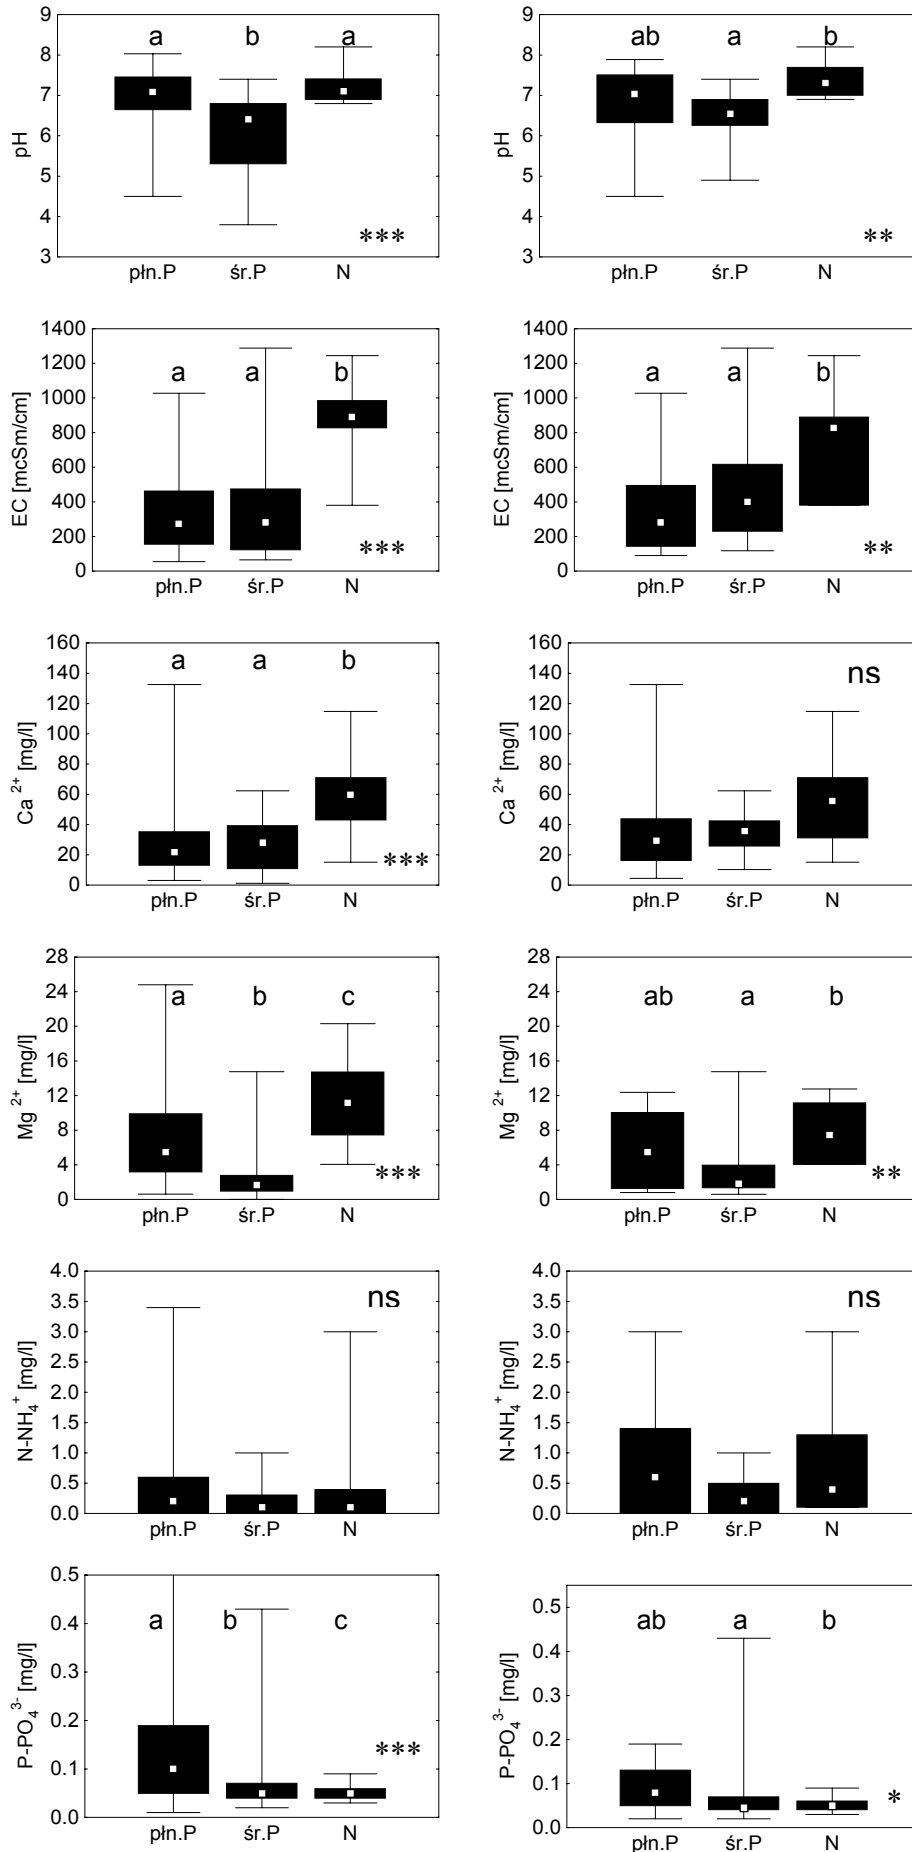 9
8
7
6
5
4
3
pH
a b a
***
płn.P śr.P N
9
8
7
6
5
4
3
pH
ab a b
**
płn.P śr.P N
1400
1200
1000
800
600
400
200
0
EC [mcSm/cm]
a a b
***
płn.P śr.P N
1400
1200
1000
800
600
400
200
0
EC [mcSm/cm]
a a b
**
płn.P śr.P N
160
140
120
100
80
60
40
20
0
Ca 2+ [mg/l]
a a b
***
płn.P śr.P N
160
140
120
100
80
60
40
20
0
Ca 2+ [mg/l]
ns
płn.P śr.P N
28
24
20
16
12
8
4
0
Mg 2+ [mg/l]
a b c
***
płn.P śr.P N
28
24
20
16
12
8
4
0
Mg 2+ [mg/l]
ab a b
**
płn.P śr.P N
4.0
3.5
3.0
2.5
2.0
1.5
1.0
0.5
0.0
N-NH4+ [mg/l]
ns
płn.P śr.P N
4.0
3.5
3.0
2.5
2.0
1.5
1.0
0.5
0.0
N-NH4+ [mg/l]
ns
płn.P śr.P N
0.5
0.4
0.3
0.2
0.1
0.0
P-PO43- [mg/l]
a b c
***
płn.P śr.P N
0.5
0.4
0.3
0.2
0.1
0.0
P-PO43- [mg/l]
ab a b
*
płn.P śr.P N